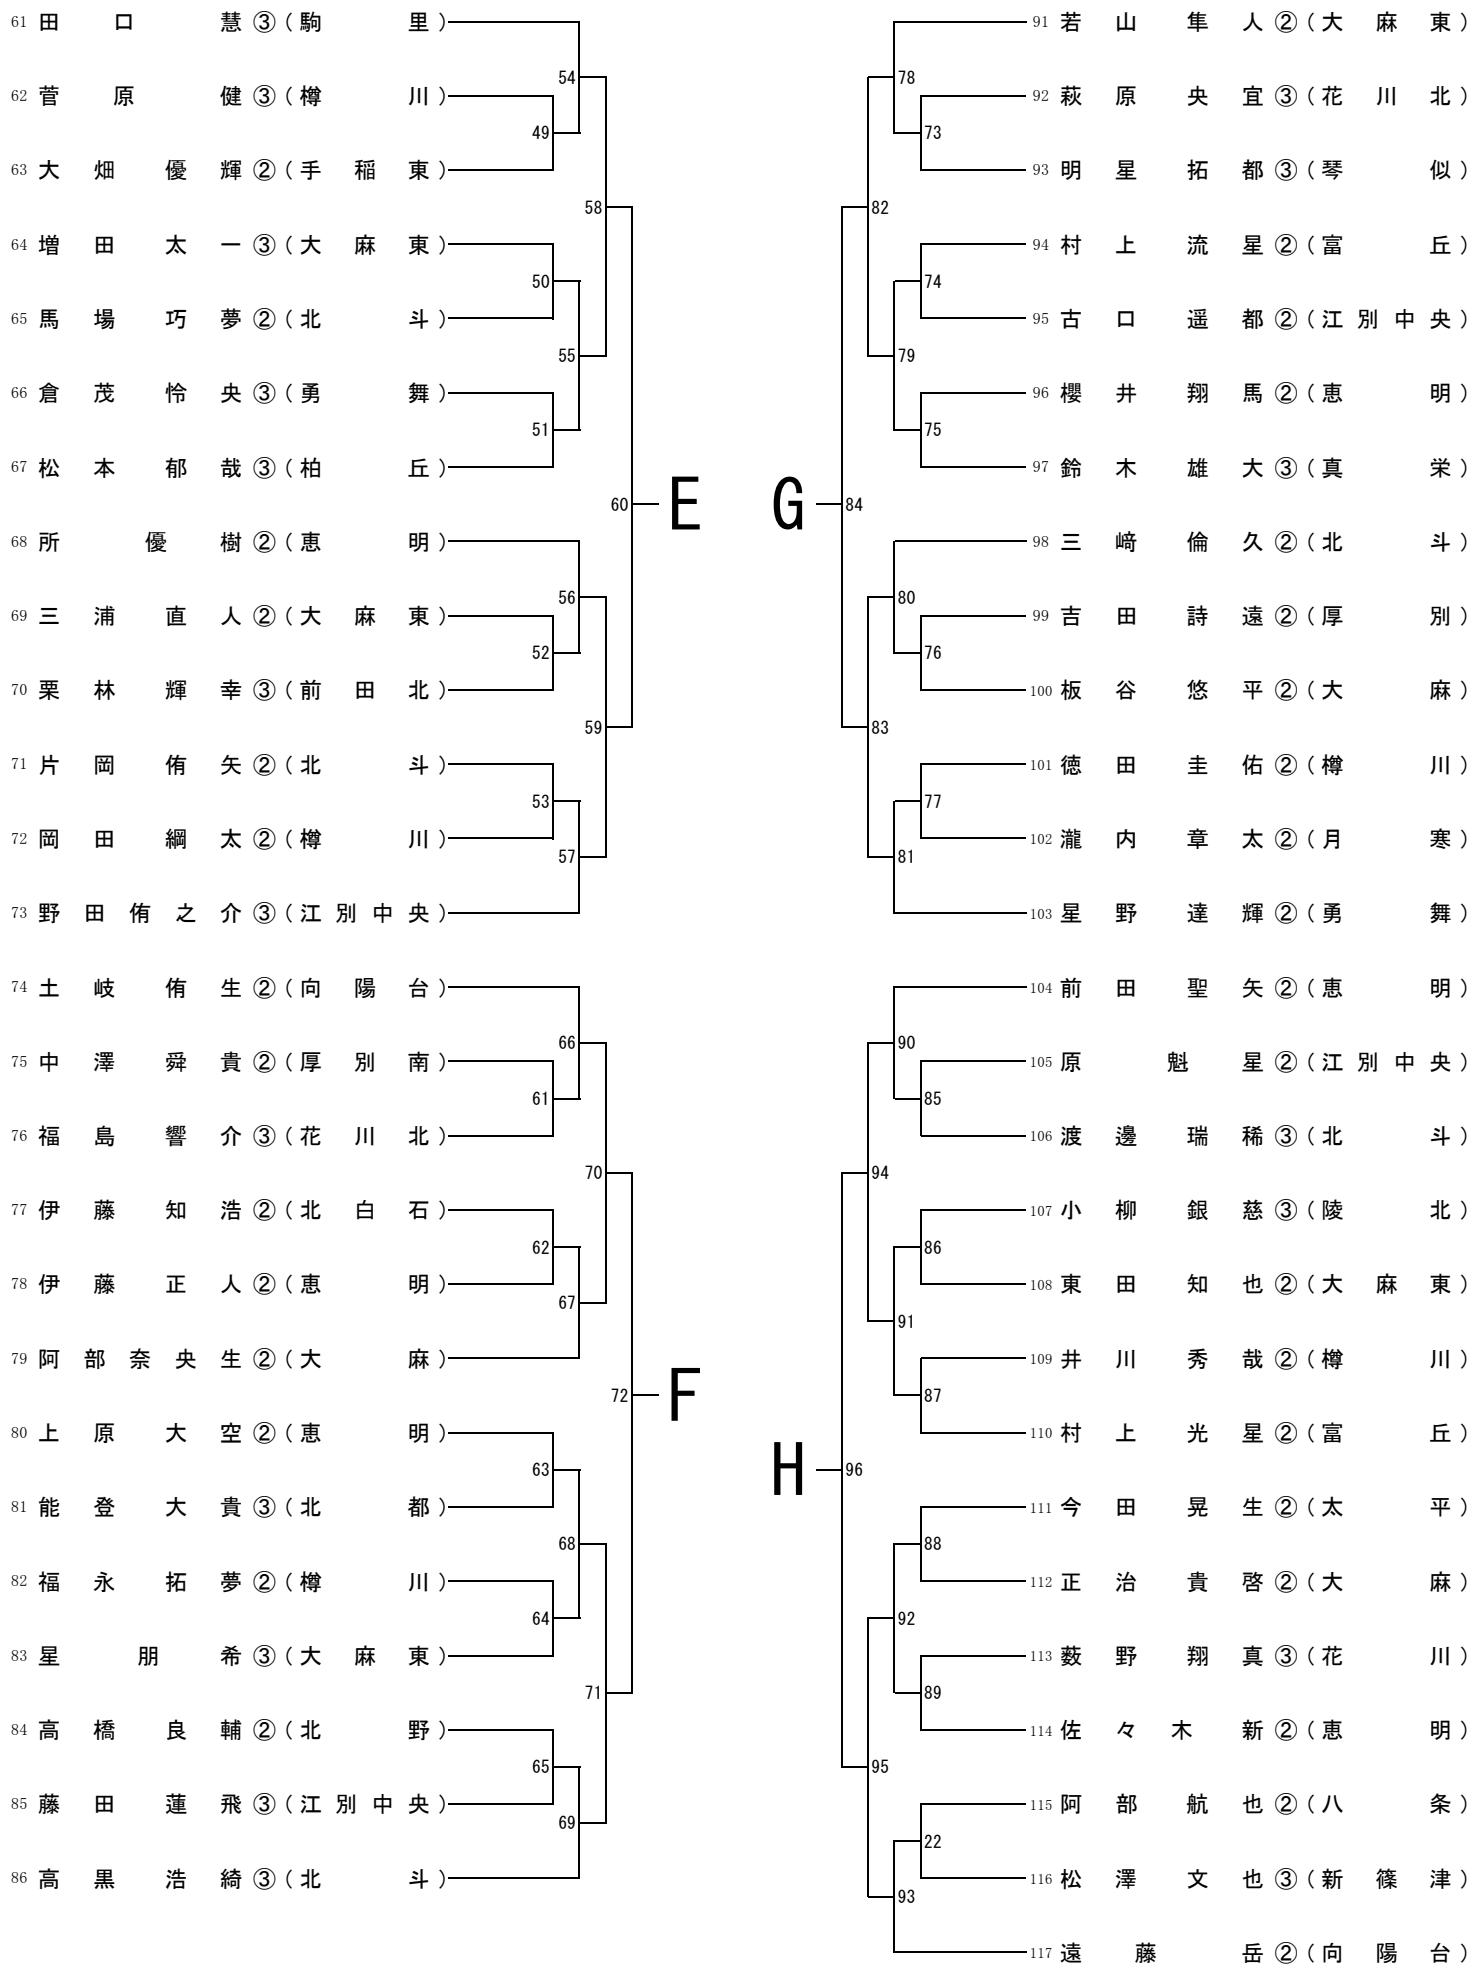 61 田口慧③（駒里）
54
62 菅原健③（樽川）
49
63 大畑優輝②（手稲東）
58
64 増田太一③（大麻東）
50
65 馬場巧夢②（北斗）
55
66 倉茂怜央③（勇舞）
51
67 松本郁哉③（柏丘）
60 E
68 所優樹②（恵明）
56
69 三浦直人②（大麻東）
52
70 栗林輝幸③（前田北）
59
71 片岡侑矢②（北斗）
53
72 岡田綱太②（樽川）
57
73 野田侑之介③（江別中央）
74 土岐侑生②（向陽台）
66
75 中澤舜貴②（厚別南）
61
76 福島響介③（花川北）
70
77 伊藤知浩②（北白石）
62
78 伊藤正人②（恵明）
67
79 阿部奈央生②（大麻）
72 F
80 上原大空②（恵明）
63
81 能登大貴③（北都）
68
82 福永拓夢②（樽川）
64
83 星朋希③（大麻東）
71
84 高橋良輔②（北野）
65
85 藤田蓮飛③（江別中央）
69
86 高黒浩綺③（北斗）
91 若山隼人②（大麻東）
78
92 萩原央宜③（花川北）
73
93 明星拓都③（琴似）
82
94 村上流星②（富丘）
74
95 古口遥都②（江別中央）
79
96 櫻井翔馬②（恵明）
75
97 鈴木雄大③（真栄）
G 84
98 三﨑倫久②（北斗）
80
99 吉田詩遠②（厚別）
76
100 板谷悠平②（大麻）
83
101 徳田圭佑②（樽川）
77
102 瀧内章太②（月寒）
81
103 星野達輝②（勇舞）
104 前田聖矢②（恵明）
90
105 原魁星②（江別中央）
85
106 渡邊瑞稀③（北斗）
94
107 小柳銀慈③（陵北）
86
108 東田知也②（大麻東）
91
109 井川秀哉②（樽川）
87
110 村上光星②（富丘）
H 96
111 今田晃生②（太平）
88
112 正治貴啓②（大麻）
92
113 薮野翔真③（花川）
89
114 佐々木新②（恵明）
95
115 阿部航也②（八条）
22
116 松澤文也③（新篠津）
93
117 遠藤岳②（向陽台）